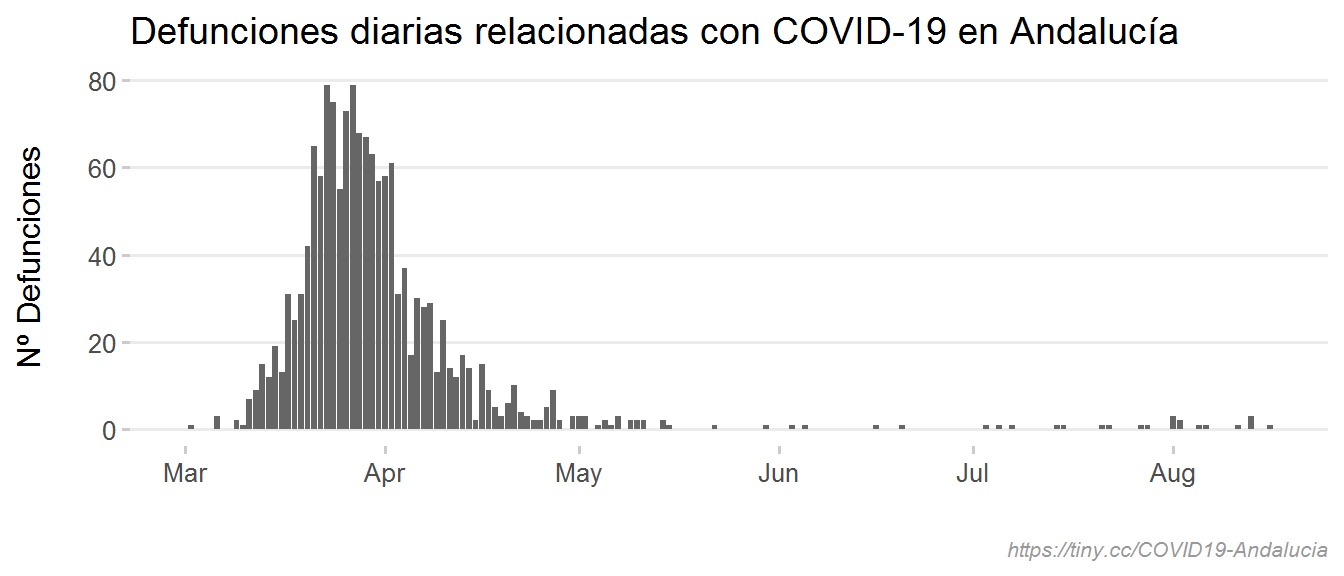 Defunciones diarias relacionadas con COVID-19 en Andalucía
Nº Defunciones
80
60
40
20
0
Mar Apr May Jun Jul Aug
https://tiny.cc/COVID19-Andalucia